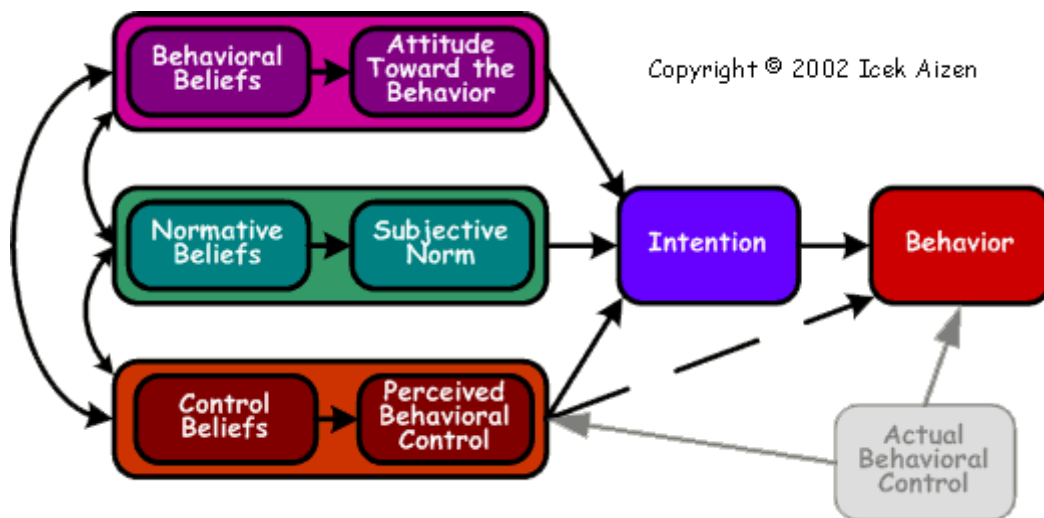 Behavioral
Beliefs
Attitude
Toward the
Behavior
Copyright © 2002 Icek Aizen
Normative
Beliefs
Subjective
Norm
Intention
Behavior
Control
Beliefs
Perceived
Behavioral
Control
Actual
Behavioral
Control